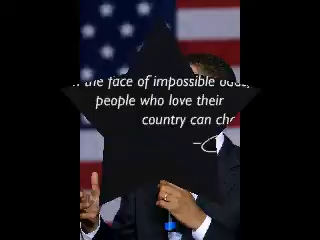 the face of impossible
people who love their
country can